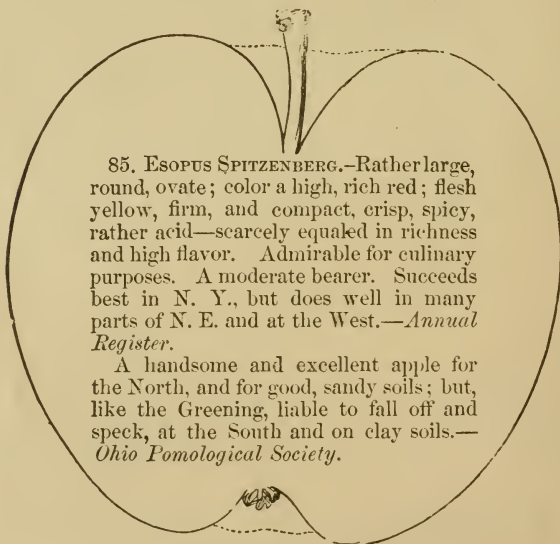 85. Esopus Spitzenberg.–Rather large,
round, ovate; color a high, rich red; flesh
yellow, firm, and compact, crisp, spicy,
rather acid—scarcely equaled in richness
and high flavor. Admirable for culinary
purposes. A moderate bearer. Succeeds
best in N. Y., but does well in many
parts of N. E. and at the West.—Annual
Register.
A handsome and excellent apple for
the North, and for good, sandy soils; but,
like the Greening, liable to fall off and
speck, at the South and on clay soils.—
Ohio Pomological Society.